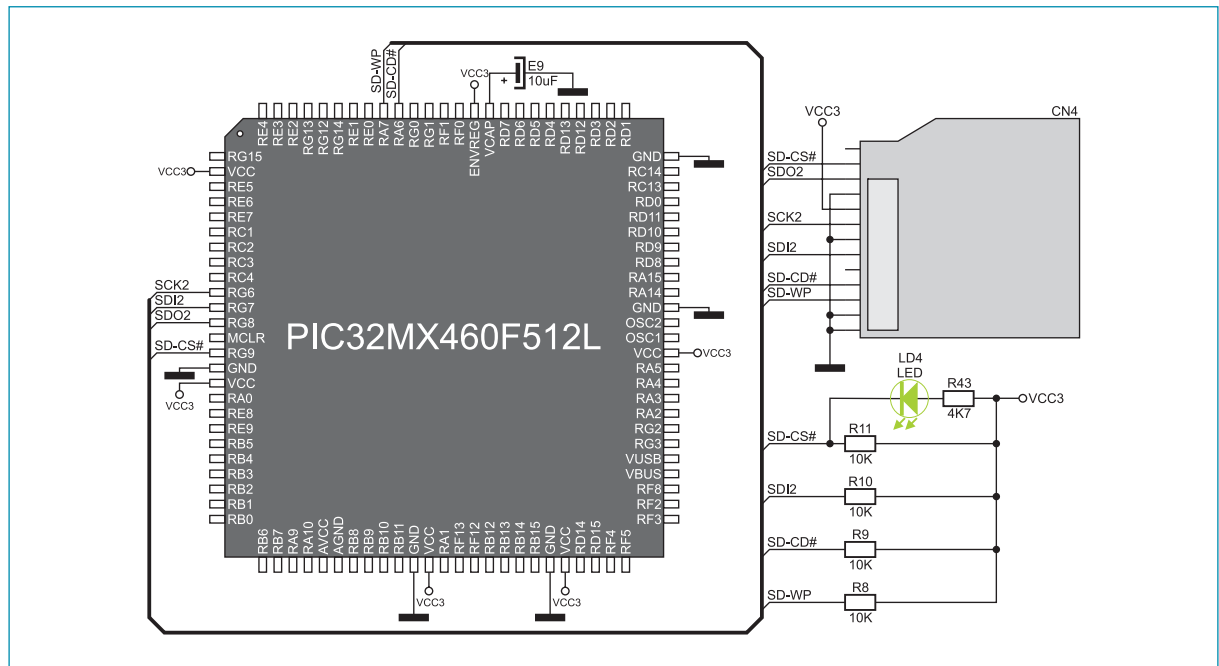 SD-WP
SD-CD#
VCC3
E9
+
10uF
RE4
RE3
RE2
RG13
RG12
RG14
RE1
RE0
RA7
RA6
RG0
RG1
RF1
RF0
ENVREG
VCAP
RD7
RD6
RD5
RD4
RD13
RD12
RD3
RD2
RD1
VCC3
RG15
VCC
RE5
RE6
RE7
RC1
RC2
RC3
RC4
RG6
RG7
RG8
MCLR
RG9
GND
VCC
RA0
RE8
RE9
RB5
RB4
RB3
RB2
RB1
RB0
SCK2
SDI2
SDO2
SD-CS#
VCC3
PIC32MX460F512L
GND
RC14
RC13
RD0
RD11
RD10
RD9
RD8
RA15
RA14
GND
OSC2
OSC1
VCC
RA5
RA4
RA3
RA2
RG2
RG3
VUSB
VBUS
RF8
RF2
RF3
VCC3
RB6
RB7
RA9
RA10
AVCC
AGND
RB8
RB9
RB10
RB11
GND
VCC
RA1
RF13
RF12
RB12
RB13
RB14
RB15
GND
VCC
RD14
RD15
RF4
RF5
VCC3
VCC3
VCC3
CN4
SD-CS#
SDO2
SCK2
SDI2
SD-CD#
SD-WP
LD4
LED
R43
4K7
VCC3
SD-CS#
R11
10K
SDI2
R10
10K
SD-CD#
R9
10K
SD-WP
R8
10K